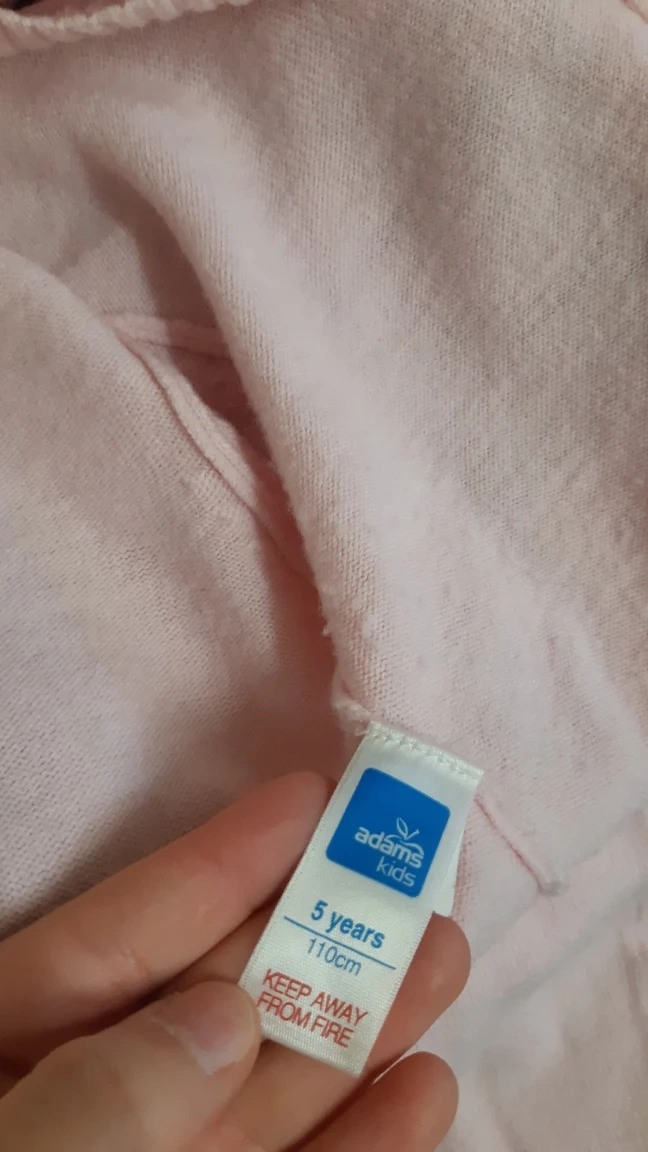 adams
kids
5 years
110cm
KEEP AWAY
FROM FIRE